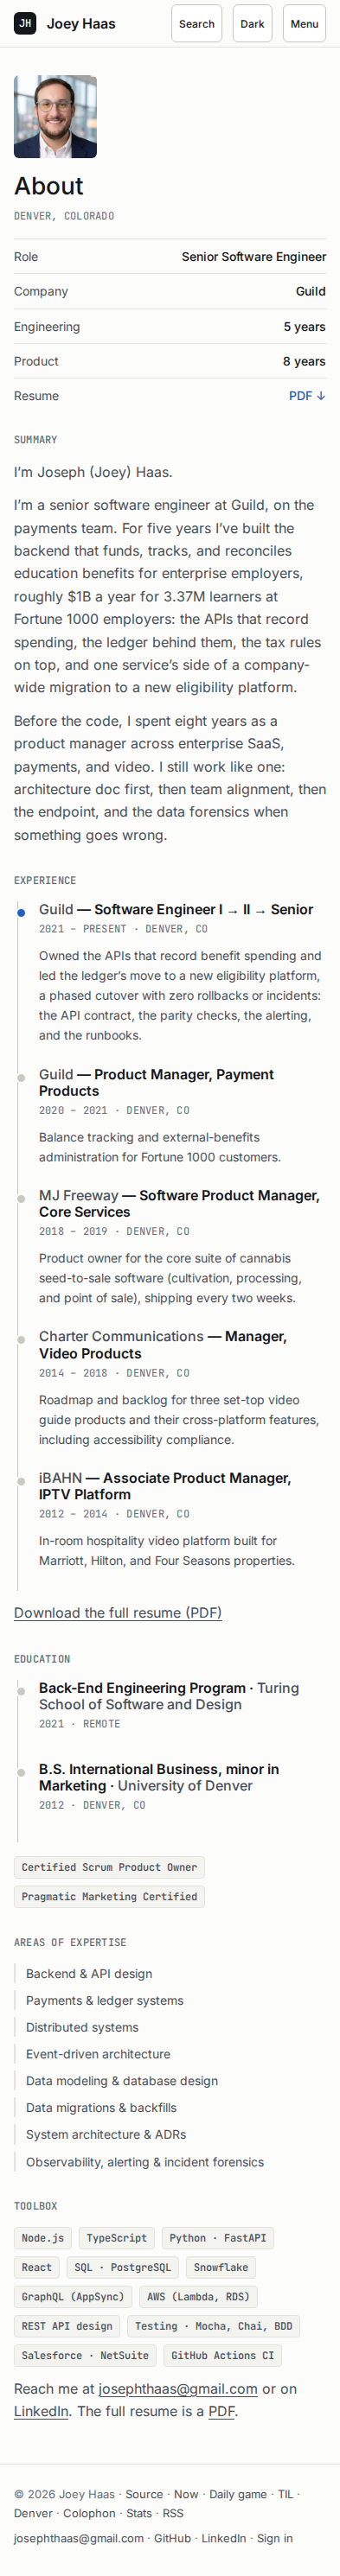 JH Joey Haas Search Dark Menu
About
DENVER, COLORADO
Role Senior Software Engineer
Company Guild
Engineering 5 years
Product 8 years
Resume PDF ↓
SUMMARY
I’m Joseph (Joey) Haas.
I’m a senior software engineer at Guild, on the
payments team. For five years I’ve built the
backend that funds, tracks, and reconciles
education benefits for enterprise employers,
roughly $1B a year for 3.37M learners at
Fortune 1000 employers: the APIs that record
spending, the ledger behind them, the tax rules
on top, and one service’s side of a company-
wide migration to a new eligibility platform.
Before the code, I spent eight years as a
product manager across enterprise SaaS,
payments, and video. I still work like one:
architecture doc first, then team alignment, then
the endpoint, and the data forensics when
something goes wrong.
EXPERIENCE
Guild — Software Engineer I → II → Senior
2021 – PRESENT · DENVER, CO
Owned the APIs that record benefit spending and
led the ledger’s move to a new eligibility platform,
a phased cutover with zero rollbacks or incidents:
the API contract, the parity checks, the alerting,
and the runbooks.
Guild — Product Manager, Payment
Products
2020 – 2021 · DENVER, CO
Balance tracking and external-benefits
administration for Fortune 1000 customers.
MJ Freeway — Software Product Manager,
Core Services
2018 – 2019 · DENVER, CO
Product owner for the core suite of cannabis
seed-to-sale software (cultivation, processing,
and point of sale), shipping every two weeks.
Charter Communications — Manager,
Video Products
2014 – 2018 · DENVER, CO
Roadmap and backlog for three set-top video
guide products and their cross-platform features,
including accessibility compliance.
iBAHN — Associate Product Manager,
IPTV Platform
2012 – 2014 · DENVER, CO
In-room hospitality video platform built for
Marriott, Hilton, and Four Seasons properties.
Download the full resume (PDF)
EDUCATION
Back-End Engineering Program · Turing
School of Software and Design
2021 · REMOTE
B.S. International Business, minor in
Marketing · University of Denver
2012 · DENVER, CO
Certified Scrum Product Owner
Pragmatic Marketing Certified
AREAS OF EXPERTISE
Backend & API design
Payments & ledger systems
Distributed systems
Event-driven architecture
Data modeling & database design
Data migrations & backfills
System architecture & ADRs
Observability, alerting & incident forensics
TOOLBOX
Node.js TypeScript Python · FastAPI
React SQL · PostgreSQL Snowflake
GraphQL (AppSync) AWS (Lambda, RDS)
REST API design Testing · Mocha, Chai, BDD
Salesforce · NetSuite GitHub Actions CI
Reach me at josephthaas@gmail.com or on
LinkedIn. The full resume is a PDF.
© 2026 Joey Haas · Source · Now · Daily game · TIL ·
Denver · Colophon · Stats · RSS
josephthaas@gmail.com · GitHub · LinkedIn · Sign in